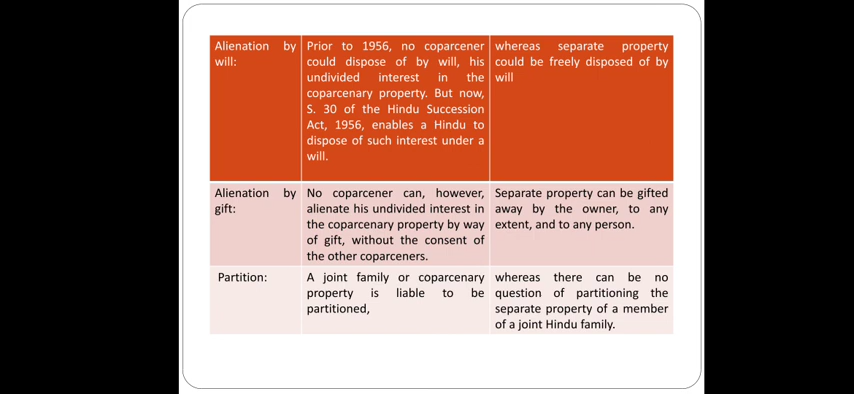 Alienation by
will:
Prior to 1956, no coparcener
could dispose of by will, his
undivided interest in the
coparcenary property. But now,
S. 30 of the Hindu Succession
Act, 1956, enables a Hindu to
dispose of such interest under a
will.
whereas separate property
could be freely disposed of by
will
Alienation by
gift:
No coparcener can, however,
alienate his undivided interest in
the coparcenary property by way
of gift, without the consent of
the other coparceners.
Separate property can be gifted
away by the owner, to any
extent, and to any person.
Partition:
A joint family or coparcenary
property is liable to be
partitioned,
whereas there can be no
question of partitioning the
separate property of a member
of a joint Hindu family.